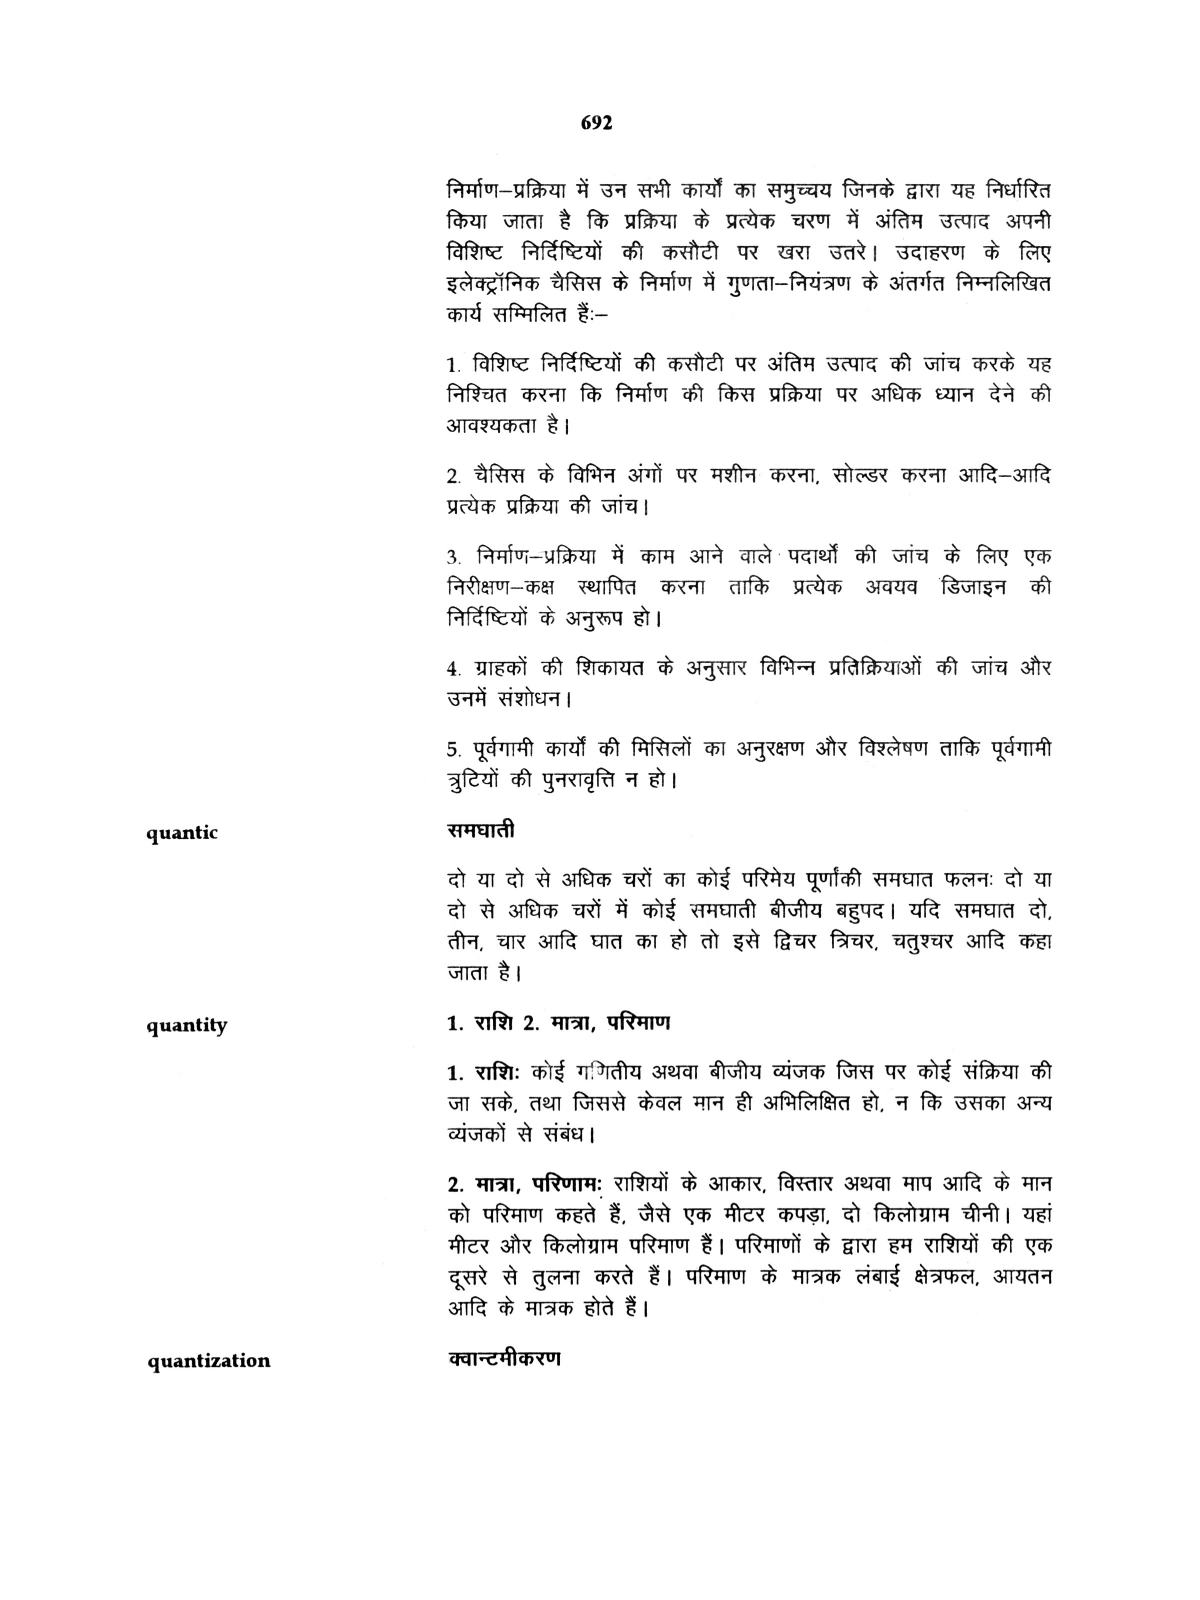 692
निर्माण–प्रक्रिया में उन सभी कार्यों का समुच्चय जिनके द्वारा यह निर्धारित
किया जाता है कि प्रक्रिया के प्रत्येक चरण में अंतिम उत्पाद अपनी
विशिष्ट निर्दिष्टियों की कसौटी पर खरा उतरे। उदाहरण के लिए
इलेक्ट्रॉनिक चैसिस के निर्माण में गुणता–नियंत्रण के अंतर्गत निम्नलिखित
कार्य सम्मिलित हैं:–
1. विशिष्ट निर्दिष्टियों की कसौटी पर अंतिम उत्पाद की जांच करके यह
निश्चित करना कि निर्माण की किस प्रक्रिया पर अधिक ध्यान देने की
आवश्यकता है।
2. चैसिस के विभिन अंगों पर मशीन करना, सोल्डर करना आदि–आदि
प्रत्येक प्रक्रिया की जांच।
3. निर्माण–प्रक्रिया में काम आने वाले पदार्थों की जांच के लिए एक
निरीक्षण–कक्ष स्थापित करना ताकि प्रत्येक अवयव डिजाइन की
निर्दिष्टियों के अनुरूप हो।
4. ग्राहकों की शिकायत के अनुसार विभिन्न प्रतिक्रियाओं की जांच और
उनमें संशोधन।
5. पूर्वगामी कार्यों की मिसिलों का अनुरक्षण और विश्लेषण ताकि पूर्वगामी
त्रुटियों की पुनरावृत्ति न हो।
quantic समघाती
दो या दो से अधिक चरों का कोई परिमेय पूर्णांकी समघात फलनः दो या
दो से अधिक चरों में कोई समघाती बीजीय बहुपद। यदि समघात दो,
तीन, चार आदि घात का हो तो इसे द्विचर त्रिचर, चतुश्चर आदि कहा
जाता है।
quantity 1. राशि 2. मात्रा, परिमाण
1. राशिः कोई गणितीय अथवा बीजीय व्यंजक जिस पर कोई संक्रिया की
जा सके, तथा जिससे केवल मान ही अभिलिक्षित हो, न कि उसका अन्य
व्यंजकों से संबंध।
2. मात्रा, परिणाम: राशियों के आकार, विस्तार अथवा माप आदि के मान
को परिमाण कहते हैं, जैसे एक मीटर कपड़ा, दो किलोग्राम चीनी। यहां
मीटर और किलोग्राम परिमाण हैं। परिमाणों के द्वारा हम राशियों की एक
दूसरे से तुलना करते हैं। परिमाण के मात्रक लंबाई क्षेत्रफल, आयतन
आदि के मात्रक होते हैं।
quantization क्वान्टमीकरण